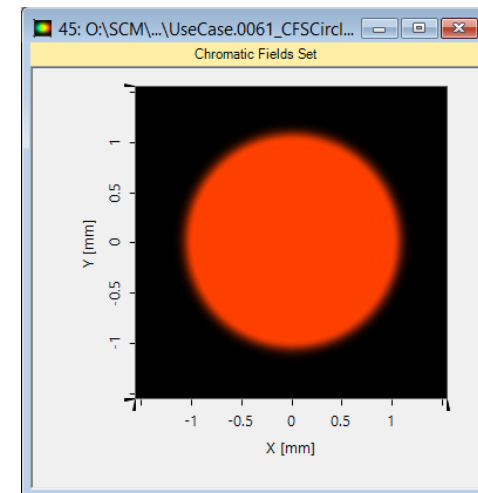 45: O:\SCM\...\UseCase.0061_CFSCircl...
Chromatic Fields Set
Y [mm]
1
0.5
0
-0.5
-1
-1 -0.5 0 0.5 1
X [mm]